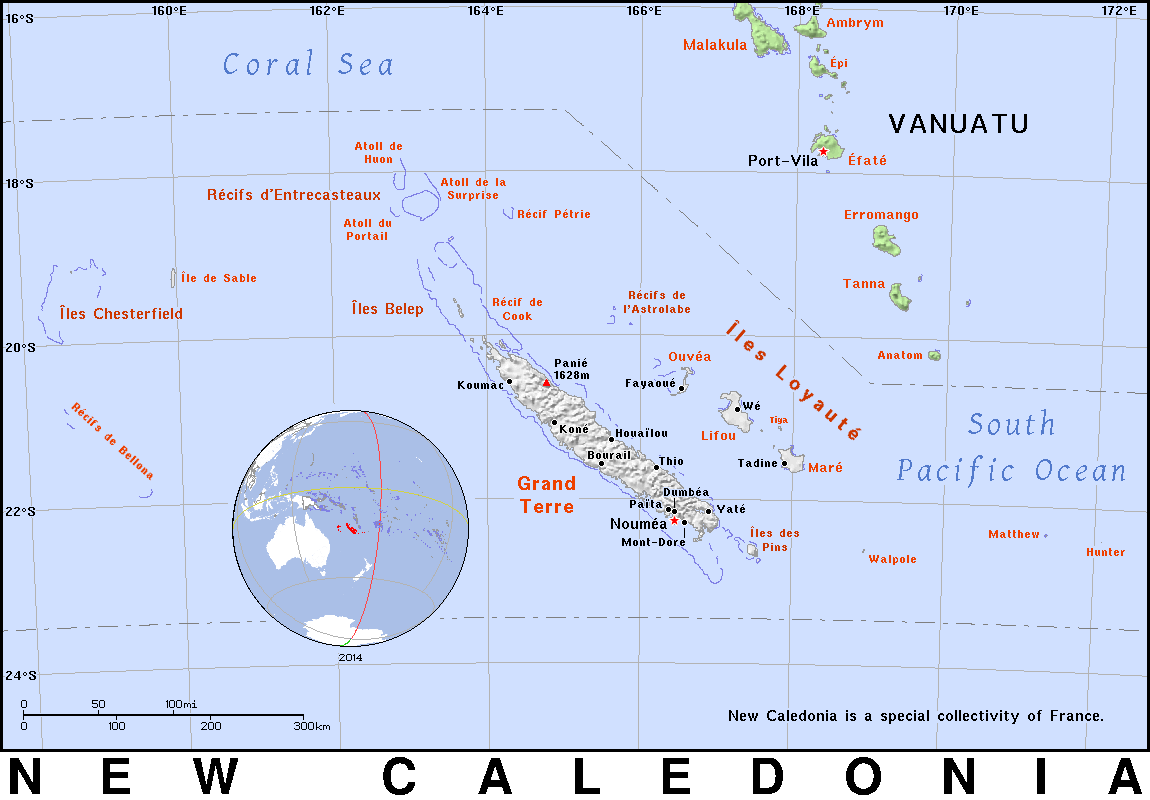 160°E 162°E 164°E 166°E 168°E 170°E 172°E
16°S
Ambrym
Malakula
Coral Sea
Épi
VANUATU
Atoll de
Huon
Port-Vila
Éfaté
18°S
Récifs d'Entrecasteaux
Atoll de la
Surprise
Récif Pétrie
Atoll du
Portail
Erromango
Île de Sable
Tanna
Îles Chesterfield
Îles Belep
Récif de
Cook
Récifs de
l'Astrolabe
Îles Loyauté
20°S
Anatom
Ouvéa
Panié
1628m
Koumac
Fayaoué
Wé
Tiga
Lifou
Récifs de Bellona
Koné
Houaïlou
South
Pacific Ocean
Bourail
Thio
Tadine
Maré
Grand
Terre
Dumbéa
22°S
Païta
Yaté
Nouméa
Mont-Dore
Îles des
Pins
Matthew
Hunter
Walpole
2014
24°S
0 50 100mi
0 100 200 300km
New Caledonia is a special collectivity of France.
NEW CALEDONIA